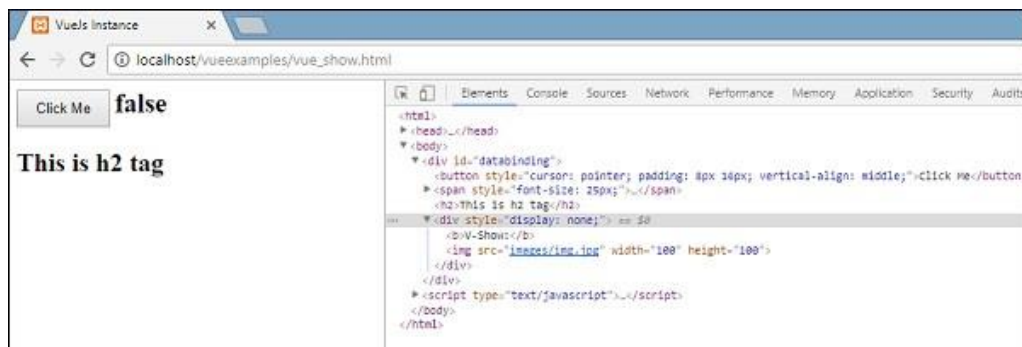 VueJs Instance
localhost/vueexamples/vue_show.html
Click Me false
This is h2 tag
Elements Console Sources Network Performance Memory Application Security Audits
<html>
<head>…</head>
<body>
<div id="databinding">
<button style="cursor: pointer; padding: 8px 16px; vertical-align: middle;">Click Me</button
<span style="font-size: 25px;">…</span>
<h2>This is h2 tag</h2>
<div style="display: none;"> == $0
<b>V-Show:</b>
<img src="images/img.jpg" width="100" height="100">
</div>
</div>
<script type="text/javascript">…</script>
</body>
</html>